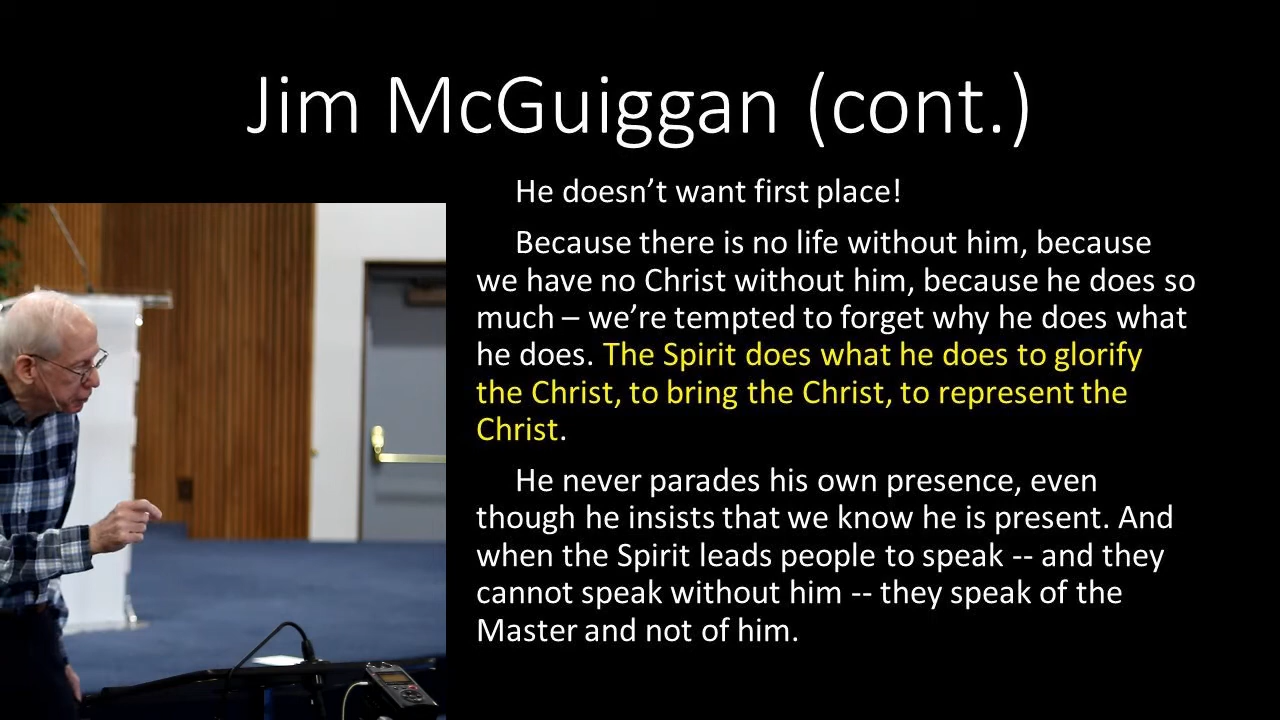 Jim McGuiggan (cont.)
He doesn’t want first place!
Because there is no life without him, because
we have no Christ without him, because he does so
much – we’re tempted to forget why he does what
he does. The Spirit does what he does to glorify
the Christ, to bring the Christ, to represent the
Christ.
He never parades his own presence, even
though he insists that we know he is present. And
when the Spirit leads people to speak -- and they
cannot speak without him -- they speak of the
Master and not of him.